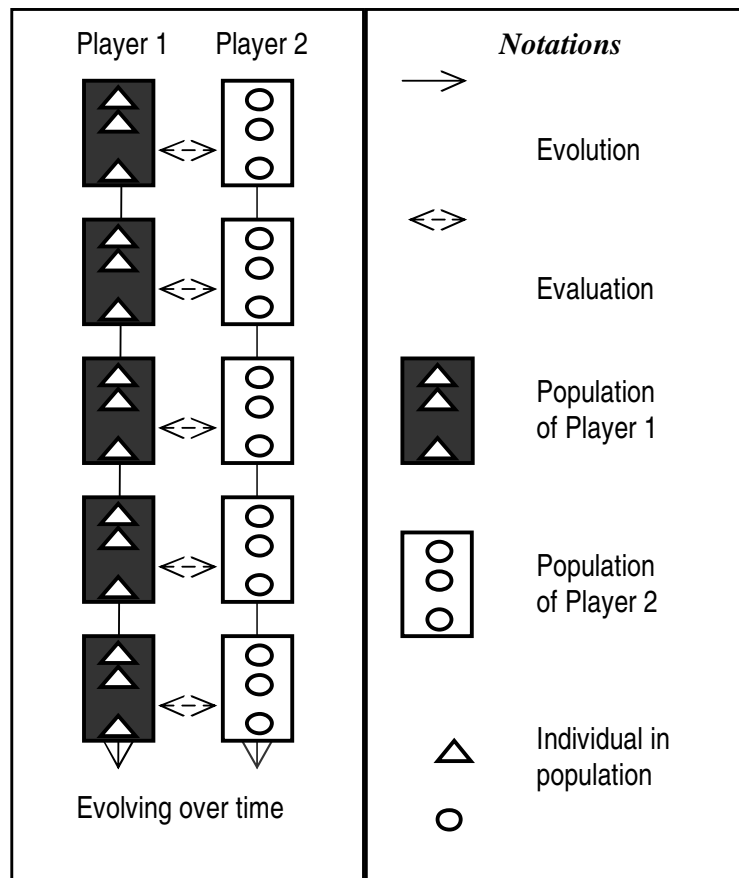 Player 1 Player 2
Evolving over time
Notations
Evolution
Evaluation
Population
of Player 1
Population
of Player 2
Individual in
population